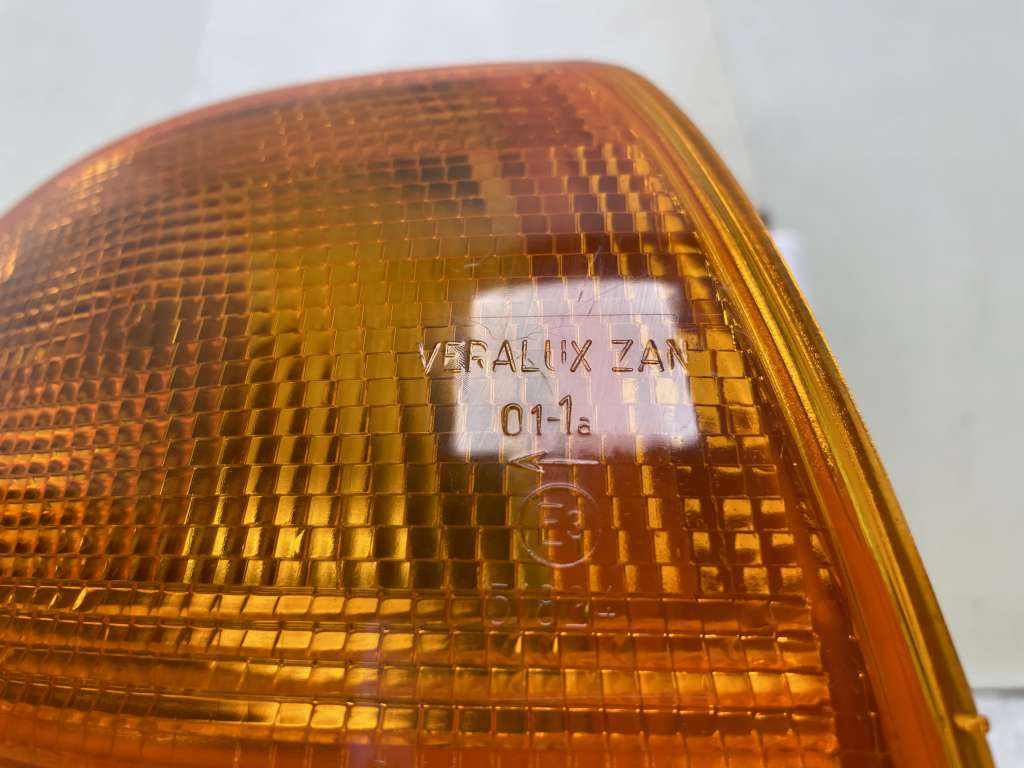 VERALUX ZAN
01-1a
E3